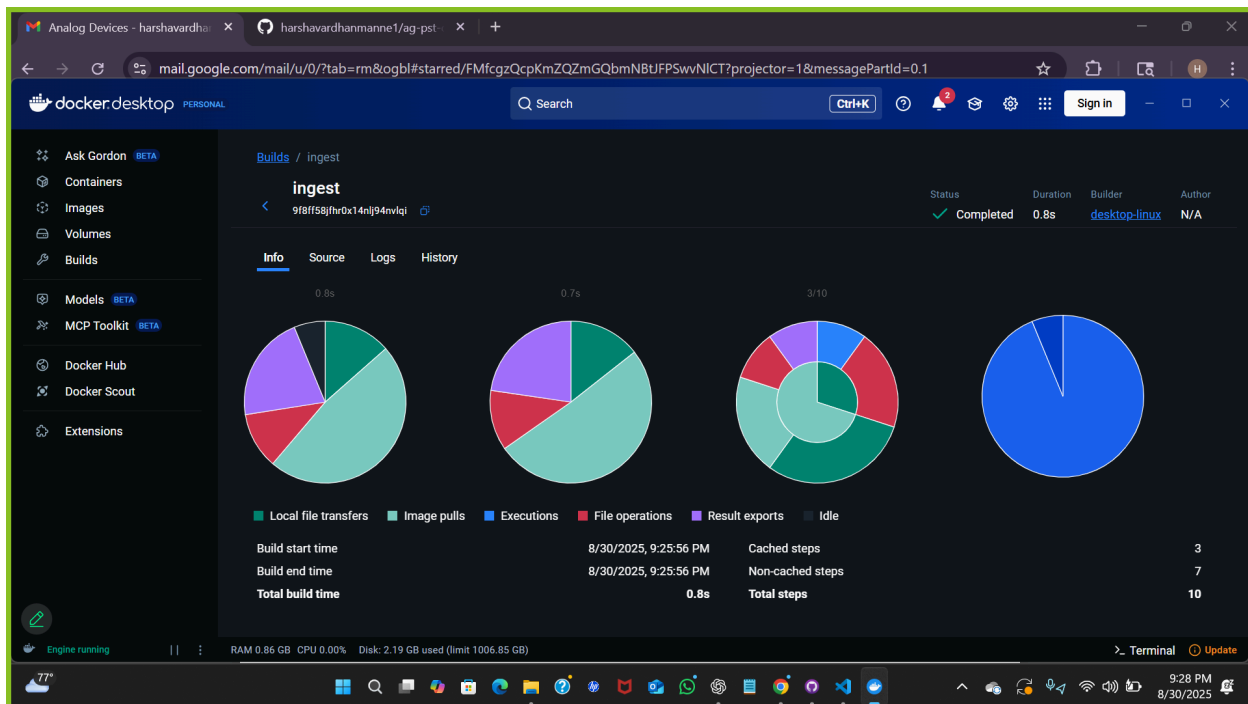 Analog Devices - harshavardhar
harshavardhanmanne1/ag-pst-
mail.google.com/mail/u/0/?tab=rm&ogbl#starred/FMfcgzQcpKmZQZmGQbmNBtJFPSwvNlCT?projector=1&messagePartId=0.1
H
docker.desktop PERSONAL
Search
Ctrl+K
2
Sign in
Ask Gordon BETA
Containers
Images
Volumes
Builds
Models BETA
MCP Toolkit BETA
Docker Hub
Docker Scout
Extensions
Builds / ingest
ingest
9f8ff58jfhr0x14nlj94nvlqi
Status Duration Builder Author
Completed 0.8s desktop-linux N/A
Info Source Logs History
0.8s 0.7s 3/10
Local file transfers Image pulls Executions File operations Result exports Idle
Build start time 8/30/2025, 9:25:56 PM Cached steps 3
Build end time 8/30/2025, 9:25:56 PM Non-cached steps 7
Total build time 0.8s Total steps 10
Engine running RAM 0.86 GB CPU 0.00% Disk: 2.19 GB used (limit 1006.85 GB) >_ Terminal Update
77°
9:28 PM
8/30/2025